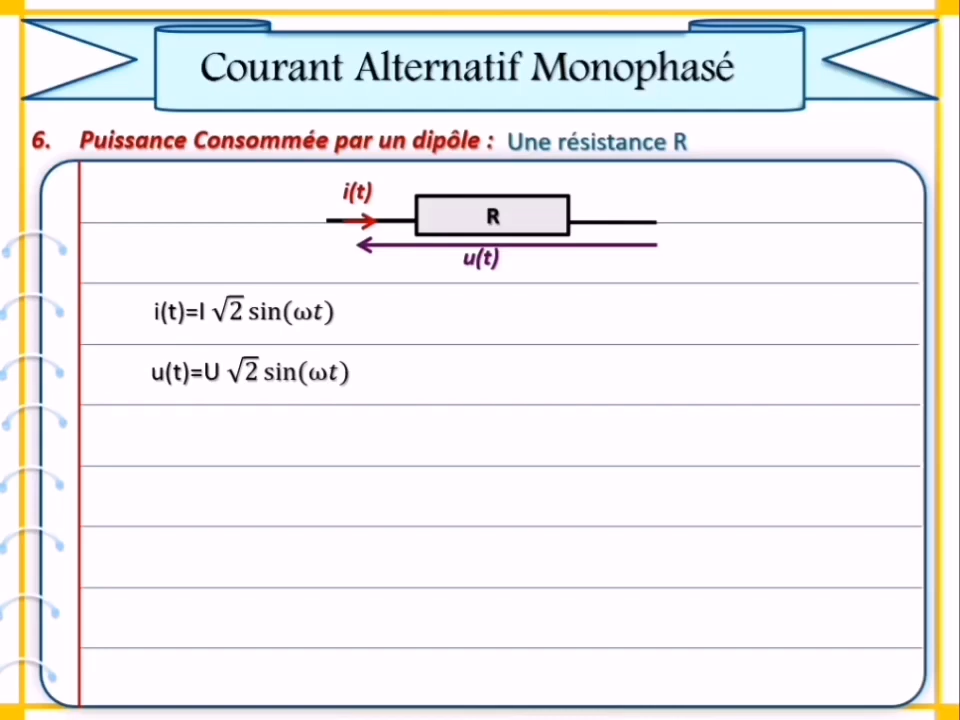 Courant Alternatif Monophasé
6. Puissance Consommée par un dipôle : Une résistance R
i(t)
R
u(t)
i(t)=I √2 sin(ωt)
u(t)=U √2 sin(ωt)